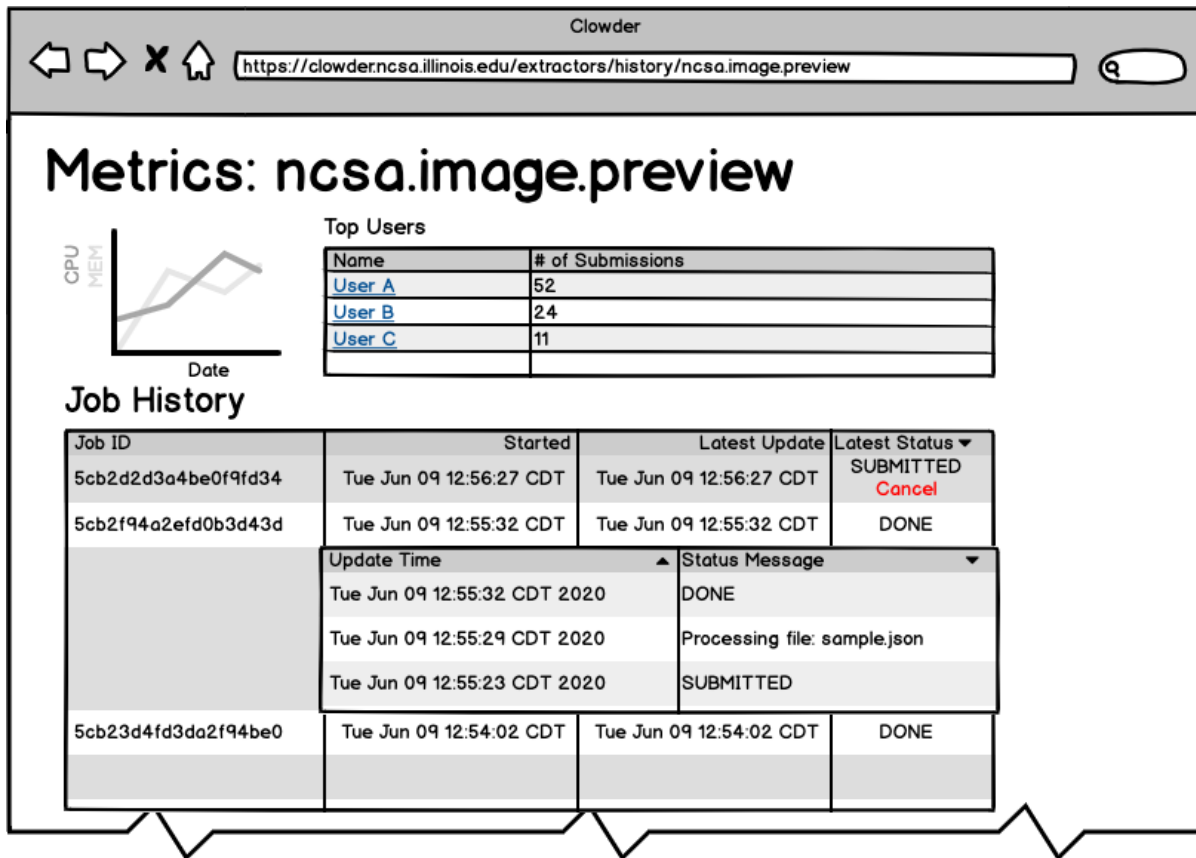 Clowder
https://clowder.ncsa.illinois.edu/extractors/history/ncsa.image.preview
Metrics: ncsa.image.preview
CPU
MEM
Date
Top Users
Name # of Submissions
User A 52
User B 24
User C 11
Job History
Job ID Started Latest Update Latest Status
5cb2d2d3a4be0f9fd34 Tue Jun 09 12:56:27 CDT Tue Jun 09 12:56:27 CDT SUBMITTED
Cancel
5cb2f94a2efd0b3d43d Tue Jun 09 12:55:32 CDT Tue Jun 09 12:55:32 CDT DONE
Update Time Status Message
Tue Jun 09 12:55:32 CDT 2020 DONE
Tue Jun 09 12:55:29 CDT 2020 Processing file: sample.json
Tue Jun 09 12:55:23 CDT 2020 SUBMITTED
5cb23d4fd3da2f94be0 Tue Jun 09 12:54:02 CDT Tue Jun 09 12:54:02 CDT DONE